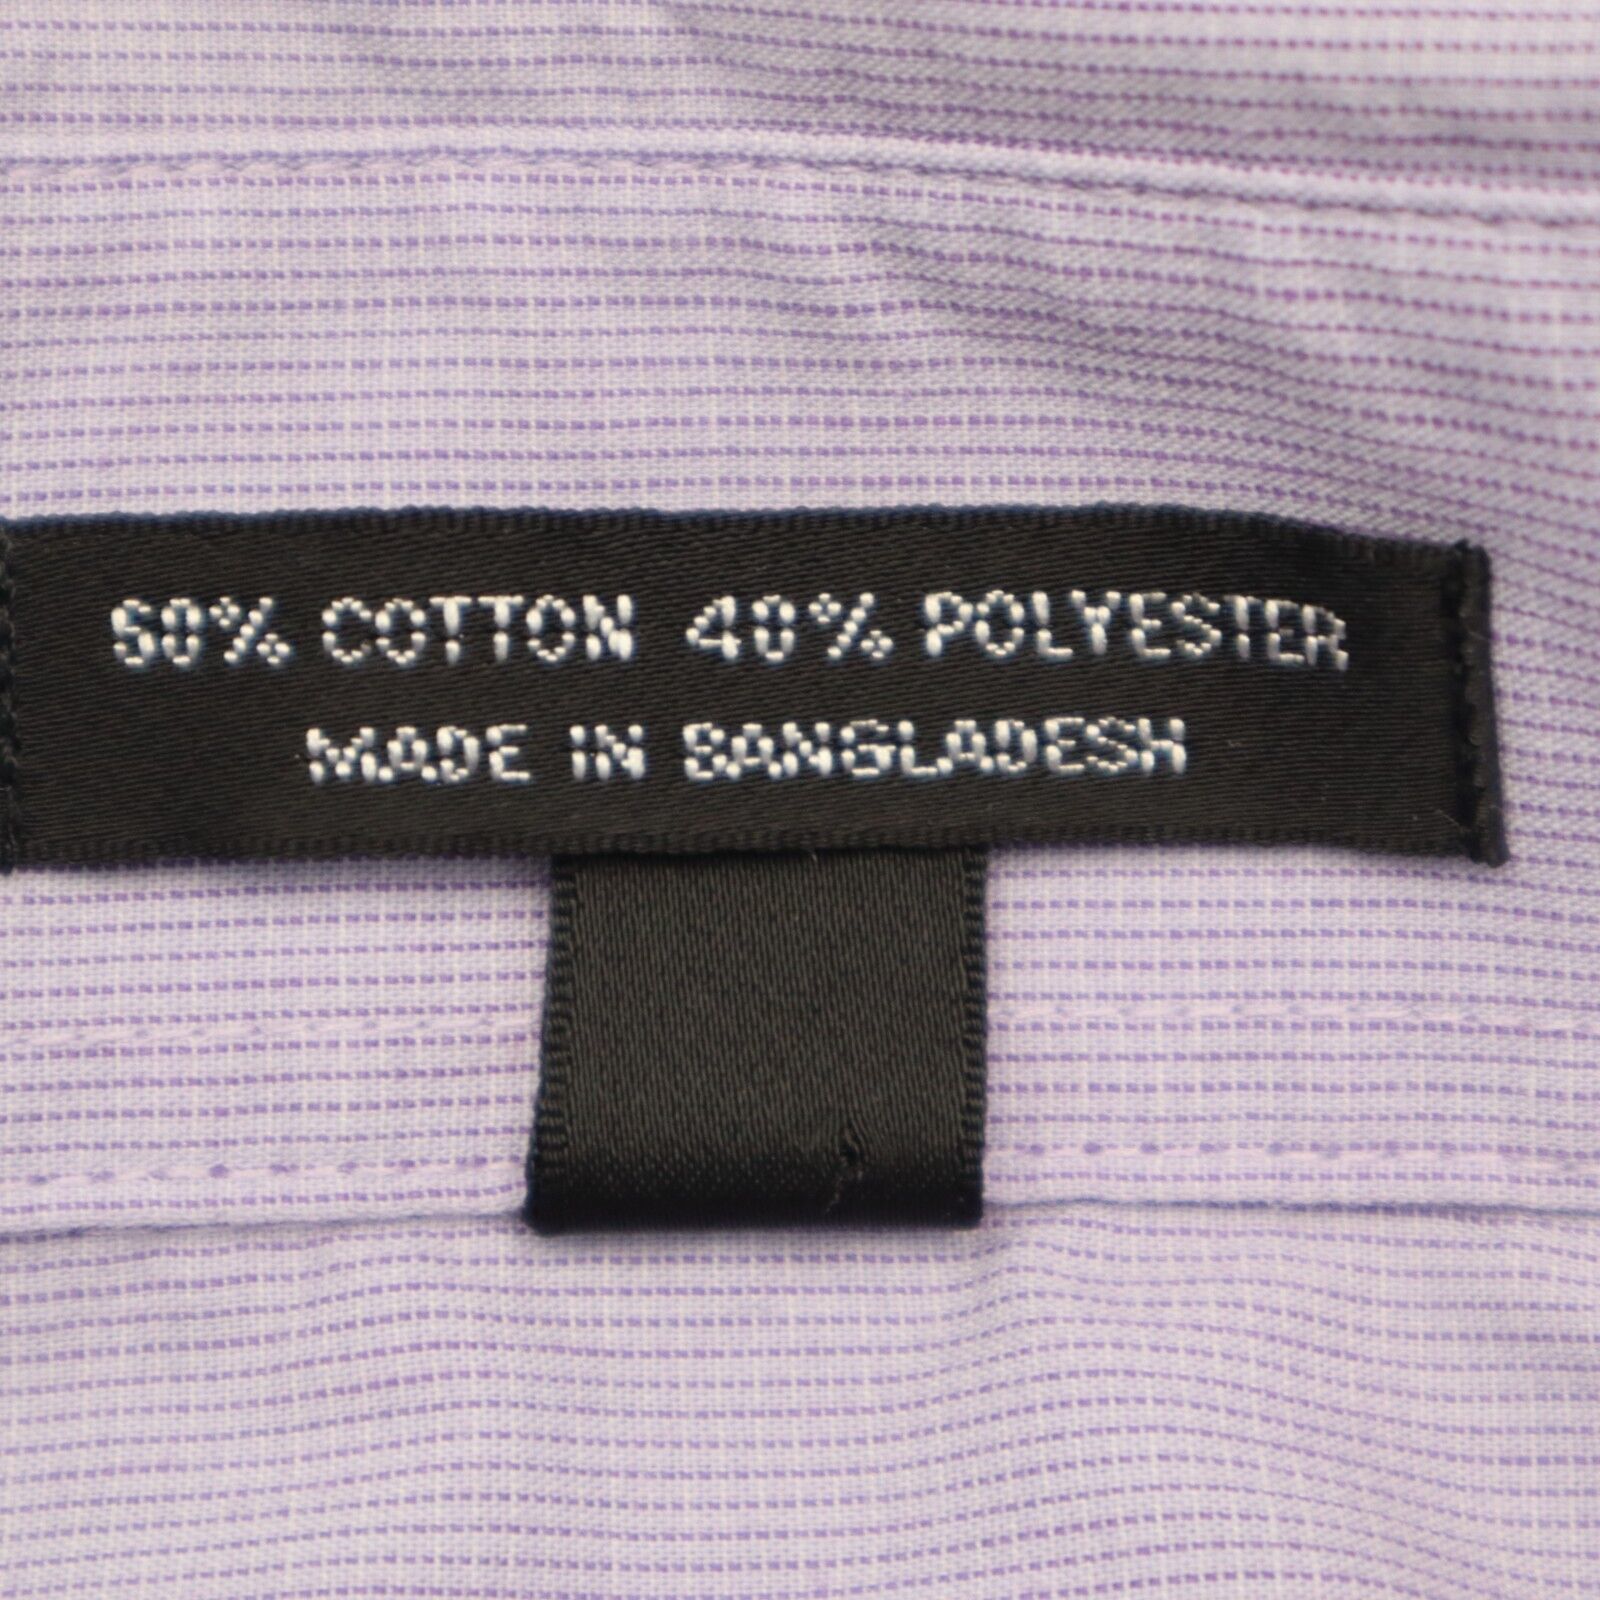 60% COTTON 40% POLYESTER
MADE IN BANGLADESH